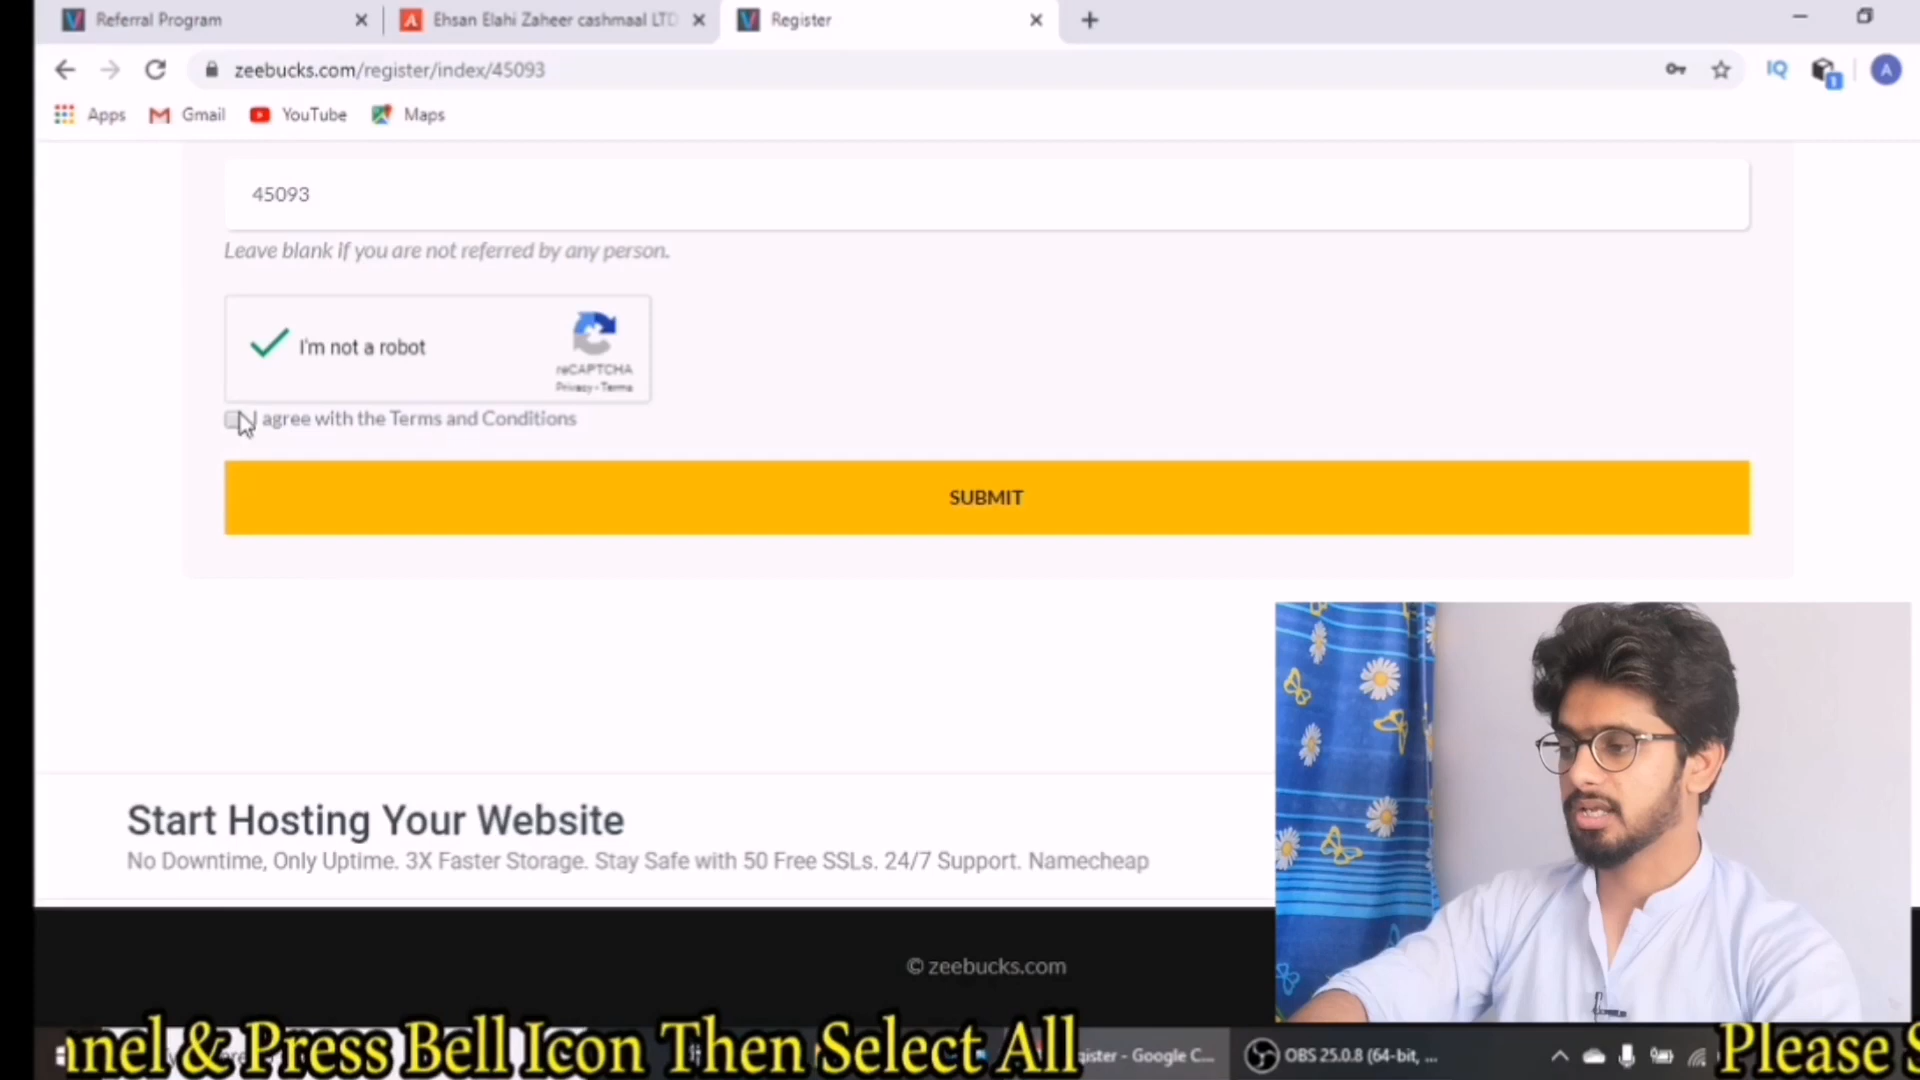 Referral Program
Ehsan Elahi Zaheer cashmaal LTD
Register
zeebucks.com/register/index/45093
IQ
A
Apps
Gmail
YouTube
Maps
45093
Leave blank if you are not referred by any person.
I'm not a robot
reCAPTCHA
Privacy - Terms
agree with the Terms and Conditions
SUBMIT
Start Hosting Your Website
No Downtime, Only Uptime. 3X Faster Storage. Stay Safe with 50 Free SSLs. 24/7 Support. Namecheap
© zeebucks.com
nnel & Press Bell Icon Then Select All
gister - Google C...
OBS 25.0.8 (64-bit, ...
Please S